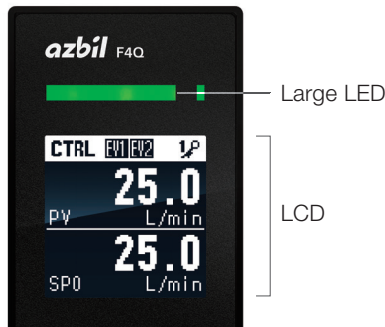 azbil F4Q
Large LED
CTRL EV1 EV2
25.0
PV L/min
LCD
25.0
SP0 L/min